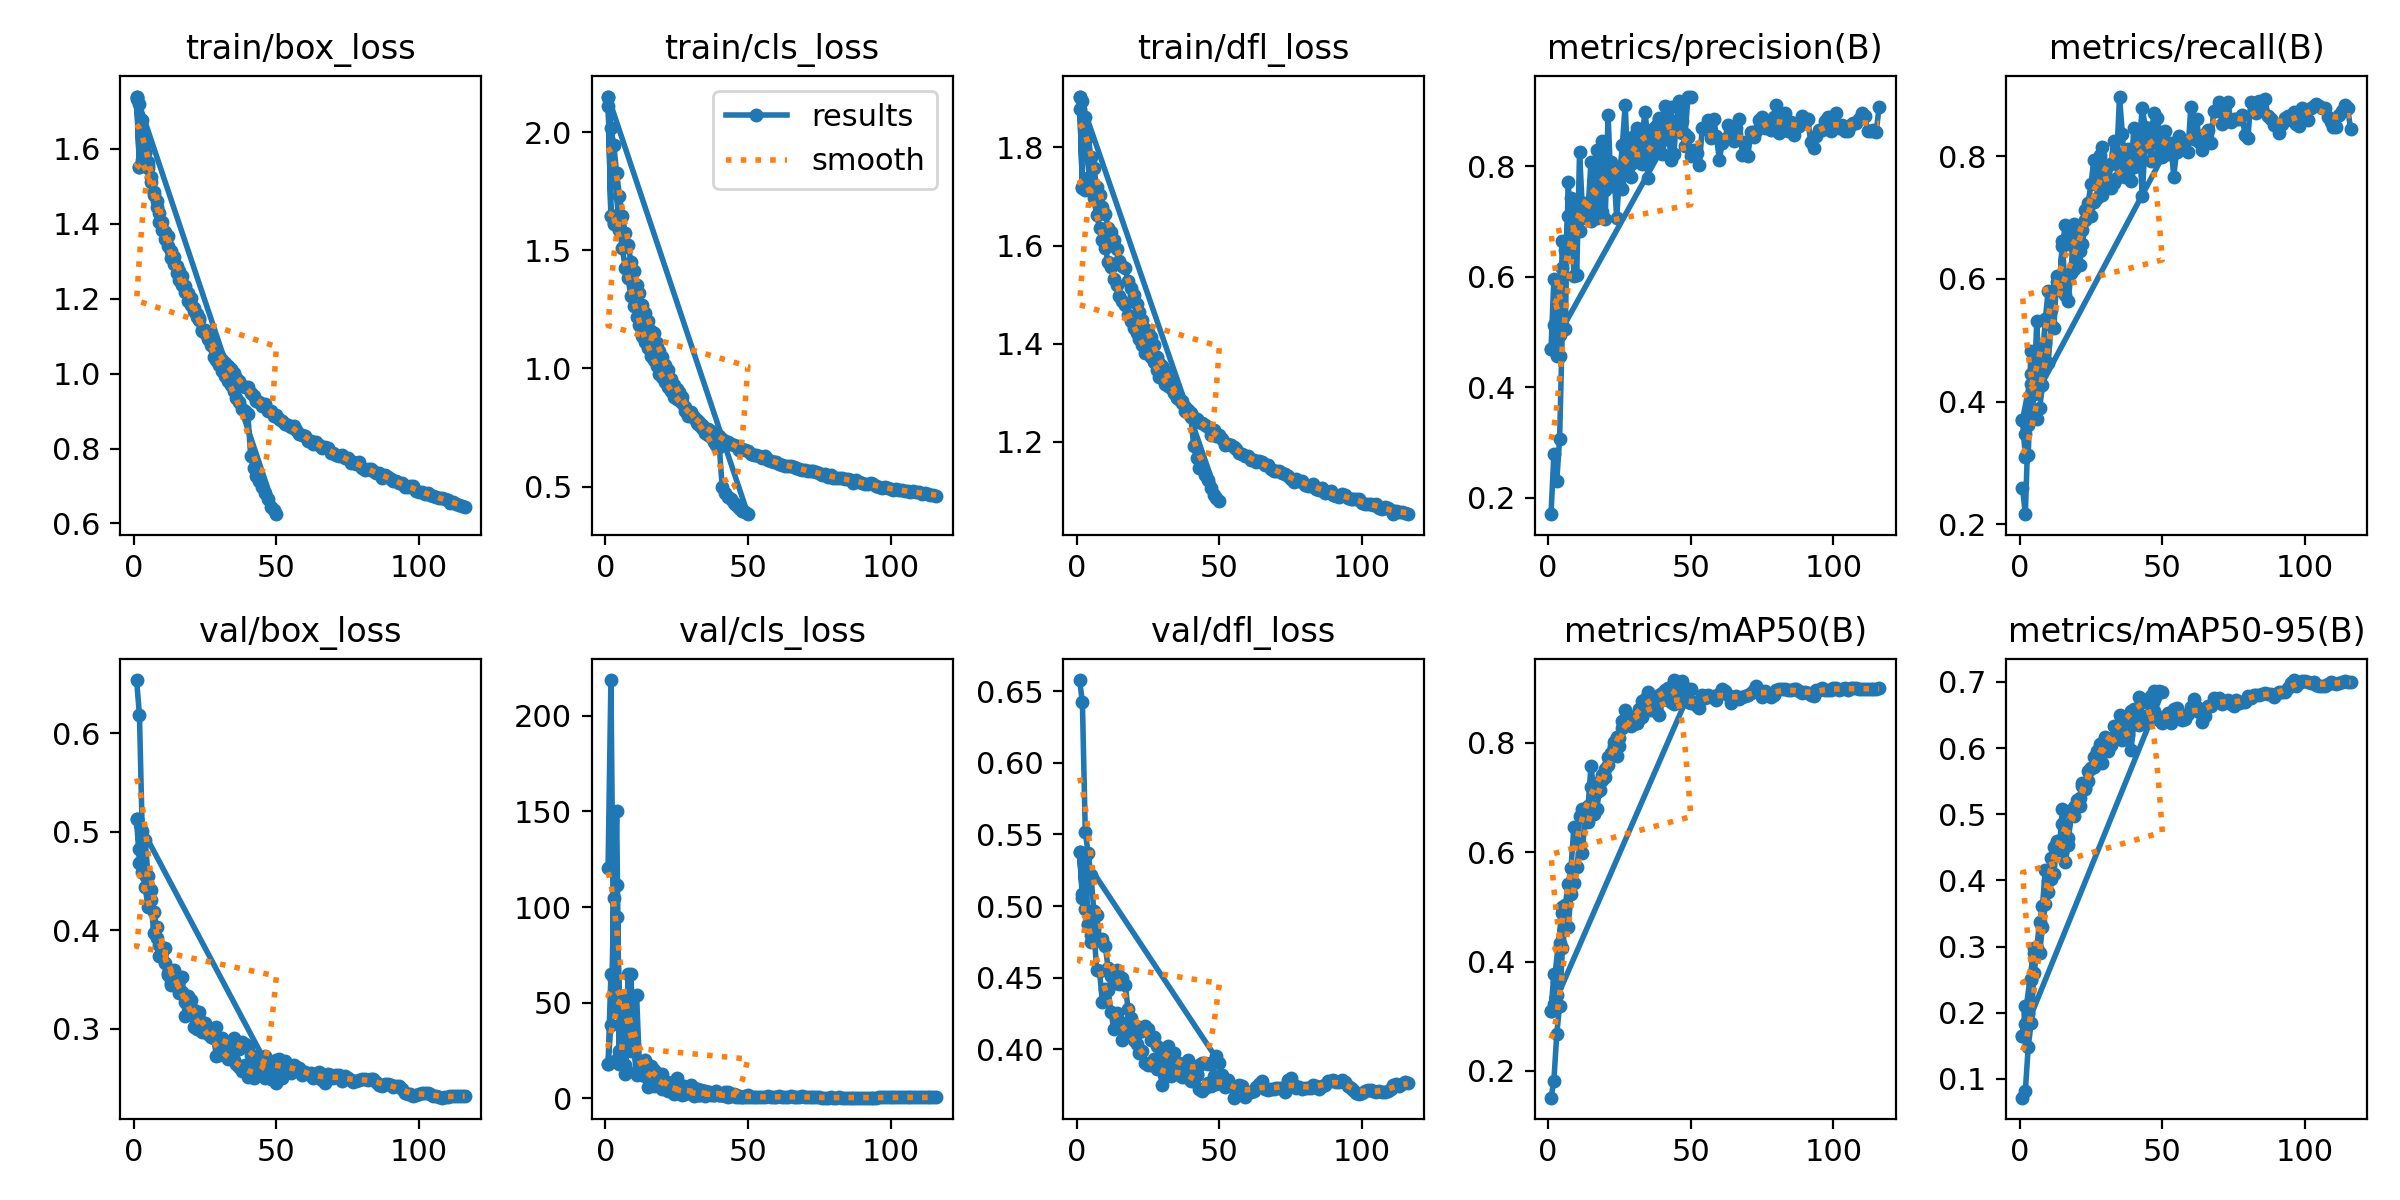 train/box_loss
train/cls_loss
train/dfl_loss
metrics/precision(B)
metrics/recall(B)
results
smooth
1.6
1.4
1.2
1.0
0.8
0.6
0 50 100
2.0
1.5
1.0
0.5
0 50 100
1.8
1.6
1.4
1.2
0 50 100
0.8
0.6
0.4
0.2
0 50 100
0.8
0.6
0.4
0.2
0 50 100
val/box_loss
val/cls_loss
val/dfl_loss
metrics/mAP50(B)
metrics/mAP50-95(B)
0.6
0.5
0.4
0.3
0 50 100
200
150
100
50
0
0 50 100
0.65
0.60
0.55
0.50
0.45
0.40
0 50 100
0.8
0.6
0.4
0.2
0 50 100
0.7
0.6
0.5
0.4
0.3
0.2
0.1
0 50 100